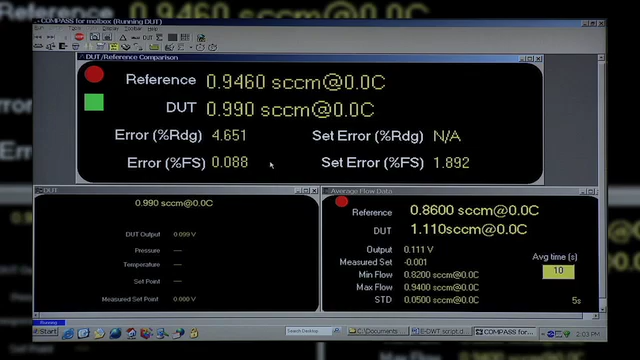 COMPASS for molbox (Running DUT)
DUT/Reference Comparison
Reference 0.9460 sccm@0.0C
DUT 0.990 sccm@0.0C
Error (%Rdg) 4.651 Set Error (%Rdg) N/A
Error (%FS) 0.088 Set Error (%FS) 1.892
DUT
0.990 sccm@0.0C
DUT Output 0.099 V
Pressure ---
Temperature ---
Set Point ---
Measured Set Point 0.000 V
Average Flow Data
Reference 0.8600 sccm@0.0C
DUT 1.110sccm@0.0C
Output 0.111 V
Measured Set -0.001
Min Flow 0.8200 sccm@0.0C
Max Flow 0.9400 sccm@0.0C
STD 0.0500 sccm@0.0C
Avg time (s)
10
5s
Running
Start
Search Desktop
C:\Documents
E-DWT script.d...
COMPASS for m...
2:03 PM